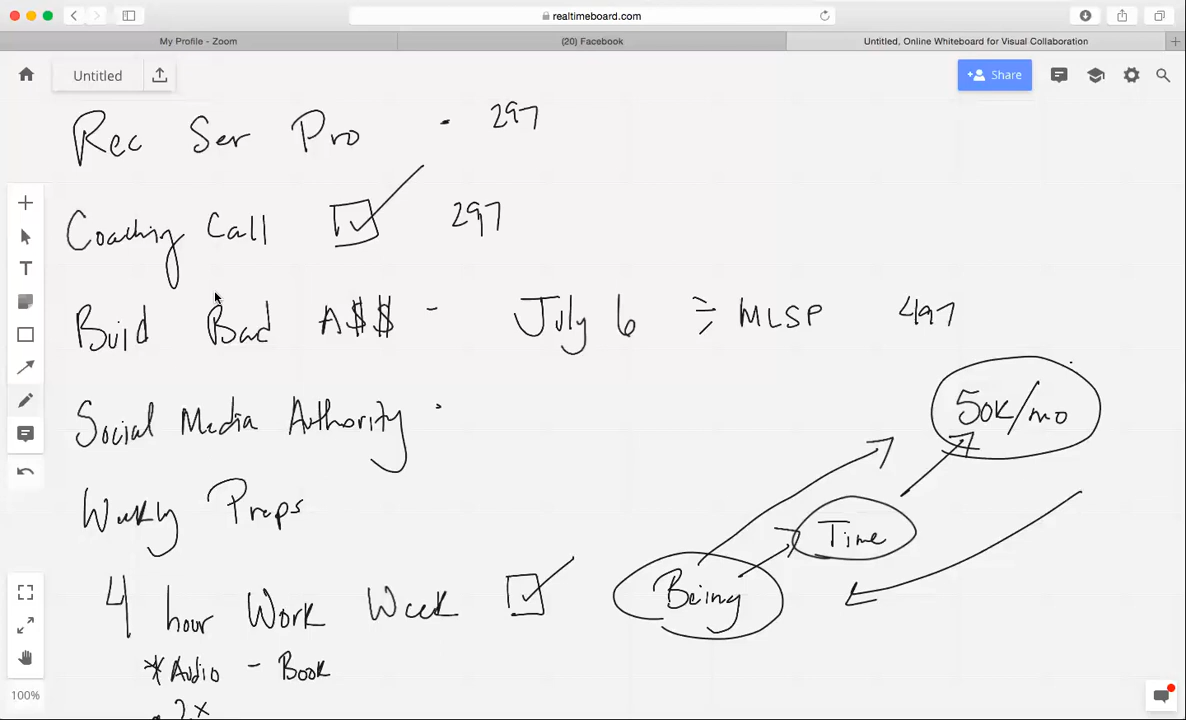 realtimeboard.com
My Profile - Zoom
(20) Facebook
Untitled, Online Whiteboard for Visual Collaboration
Untitled
Share
Rec Ser Pro - 297
Coaching Call 297
Buid Bad A$$ - July 6 MLSP 497
Social Media Authority
50K/mo
Weekly Props
Time
Being
4 hour Work Week
*Audio - Book
2x
100%